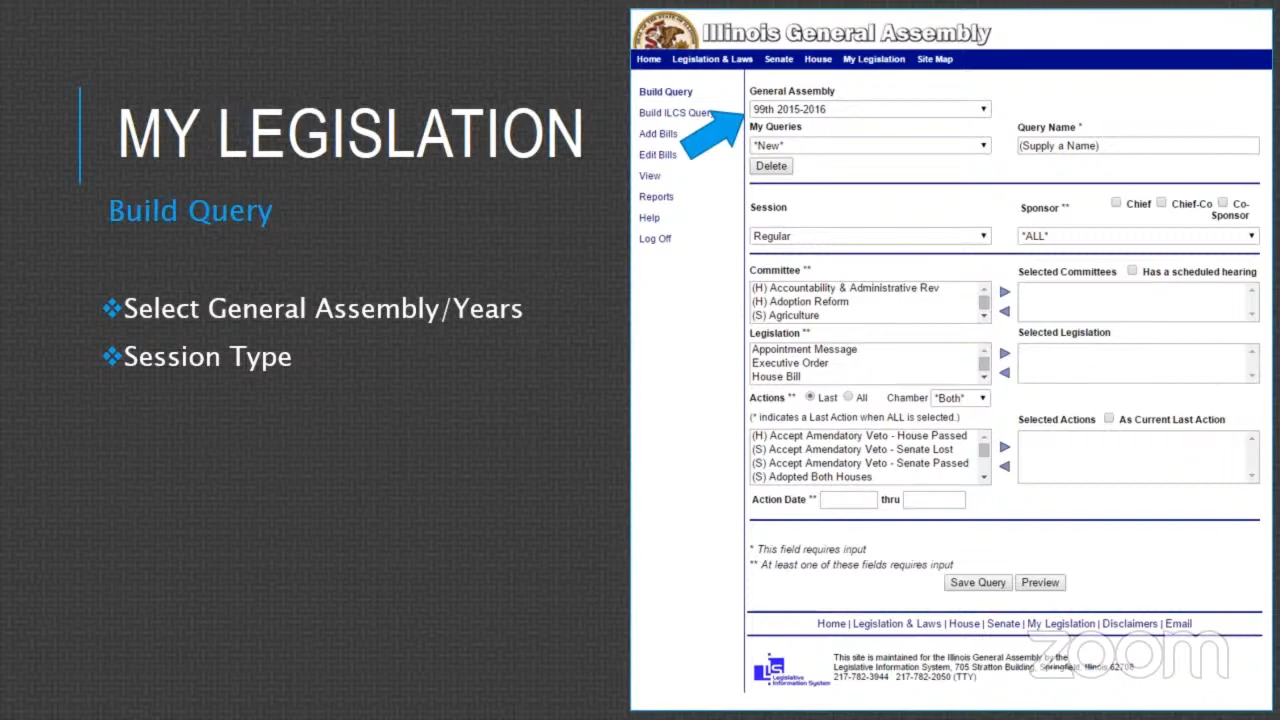 MY LEGISLATION
Build Query
Select General Assembly/Years
Session Type
Illinois General Assembly
Home Legislation & Laws Senate House My Legislation Site Map
Build Query
Build ILCS Query
Add Bills
Edit Bills
View
Reports
Help
Log Off
General Assembly
99th 2015-2016
My Queries
Query Name *
*New*
(Supply a Name)
Delete
Session
Sponsor ** Chief Chief-Co Co-Sponsor
Regular
*ALL*
Committee **
Selected Committees Has a scheduled hearing
(H) Accountability & Administrative Rev
(H) Adoption Reform
(S) Agriculture
Legislation **
Selected Legislation
Appointment Message
Executive Order
House Bill
Actions ** Last All Chamber *Both*
(* indicates a Last Action when ALL is selected.)
Selected Actions As Current Last Action
(H) Accept Amendatory Veto - House Passed
(S) Accept Amendatory Veto - Senate Lost
(S) Accept Amendatory Veto - Senate Passed
(S) Adopted Both Houses
Action Date ** thru
* This field requires input
** At least one of these fields requires input
Save Query Preview
Home | Legislation & Laws | House | Senate | My Legislation | Disclaimers | Email
LIS Legislative Information System
This site is maintained for the Illinois General Assembly by the
Legislative Information System, 705 Stratton Building, Springfield, Illinois 62706
217-782-3944 217-782-2050 (TTY)
zoom